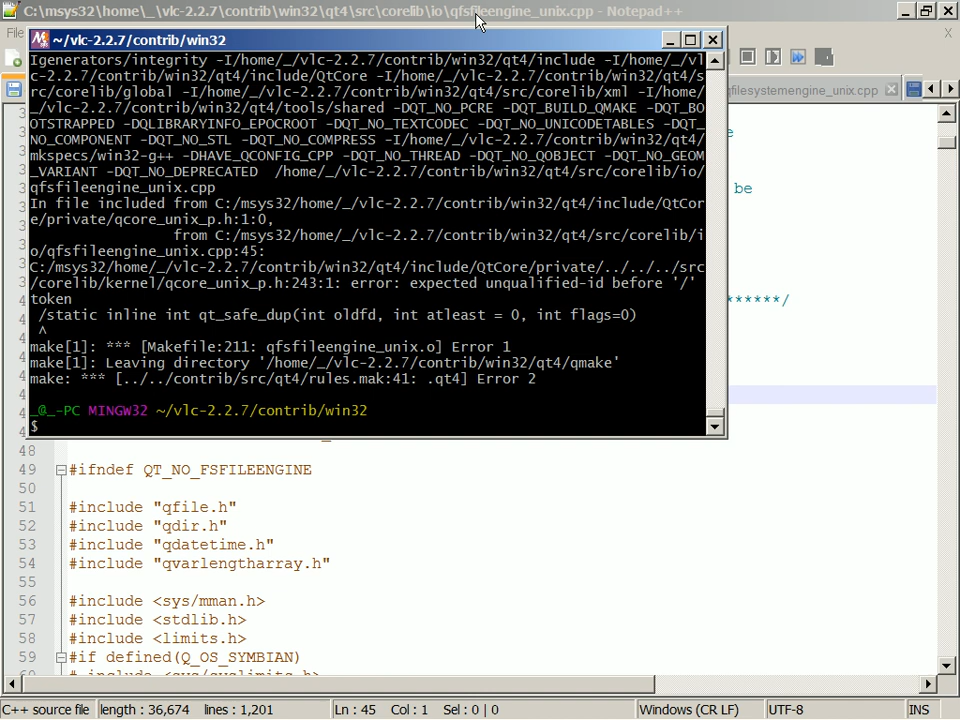 C:\msys32\home\_\vlc-2.2.7\contrib\win32\qt4\src\corelib\io\qfsfileengine_unix.cpp - Notepad++
File
X
~/vlc-2.2.7/contrib/win32
qfilesystemengine_unix.cpp
Igenerators/integrity -I/home/_/vlc-2.2.7/contrib/win32/qt4/include -I/home/_/vl
c-2.2.7/contrib/win32/qt4/include/QtCore -I/home/_/vlc-2.2.7/contrib/win32/qt4/s
rc/corelib/global -I/home/_/vlc-2.2.7/contrib/win32/qt4/src/corelib/xml -I/home/
_/vlc-2.2.7/contrib/win32/qt4/tools/shared -DQT_NO_PCRE -DQT_BUILD_QMAKE -DQT_BO
OTSTRAPPED -DQLIBRARYINFO_EPOCROOT -DQT_NO_TEXTCODEC -DQT_NO_UNICODETABLES -DQT_
NO_COMPONENT -DQT_NO_STL -DQT_NO_COMPRESS -I/home/_/vlc-2.2.7/contrib/win32/qt4/
mkspecs/win32-g++ -DHAVE_QCONFIG_CPP -DQT_NO_THREAD -DQT_NO_QOBJECT -DQT_NO_GEOM
_VARIANT -DQT_NO_DEPRECATED  /home/_/vlc-2.2.7/contrib/win32/qt4/src/corelib/io/
qfsfileengine_unix.cpp
In file included from C:/msys32/home/_/vlc-2.2.7/contrib/win32/qt4/include/QtCor
e/private/qcore_unix_p.h:1:0,
                 from C:/msys32/home/_/vlc-2.2.7/contrib/win32/qt4/src/corelib/i
o/qfsfileengine_unix.cpp:45:
C:/msys32/home/_/vlc-2.2.7/contrib/win32/qt4/include/QtCore/private/../../../src
/corelib/kernel/qcore_unix_p.h:243:1: error: expected unqualified-id before '/'
token
 /static inline int qt_safe_dup(int oldfd, int atleast = 0, int flags=0)
 ^
make[1]: *** [Makefile:211: qfsfileengine_unix.o] Error 1
make[1]: Leaving directory '/home/_/vlc-2.2.7/contrib/win32/qt4/qmake'
make: *** [../../contrib/src/qt4/rules.mak:41: .qt4] Error 2
_@_-PC MINGW32 ~/vlc-2.2.7/contrib/win32
$
be
******/
48
49 #ifndef QT_NO_FSFILEENGINE
50
51 #include "qfile.h"
52 #include "qdir.h"
53 #include "qdatetime.h"
54 #include "qvarlengtharray.h"
55
56 #include <sys/mman.h>
57 #include <stdlib.h>
58 #include <limits.h>
59 #if defined(Q_OS_SYMBIAN)
C++ source file length : 36,674 lines : 1,201 Ln : 45 Col : 1 Sel : 0 | 0 Windows (CR LF) UTF-8 INS